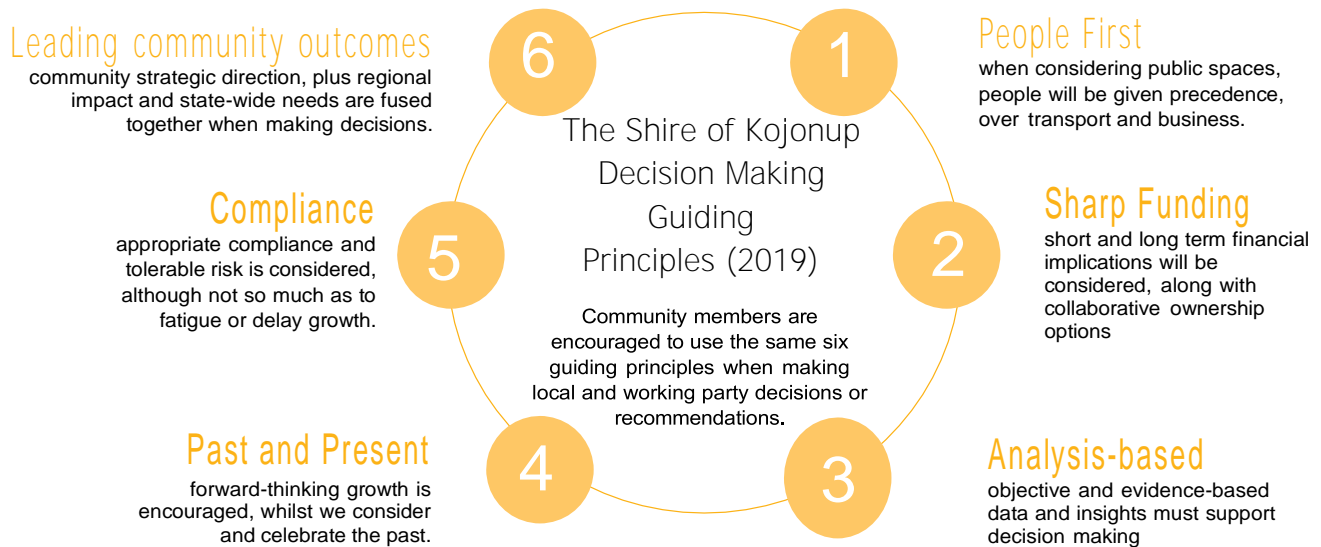 The Shire of Kojonup
Decision Making
Guiding
Principles (2019)
Community members are
encouraged to use the same six
guiding principles when making
local and working party decisions or
recommendations.
1
People First
when considering public spaces,
people will be given precedence,
over transport and business.
2
Sharp Funding
short and long term financial
implications will be
considered, along with
collaborative ownership
options
3
Analysis-based
objective and evidence-based
data and insights must support
decision making
4
Past and Present
forward-thinking growth is
encouraged, whilst we consider
and celebrate the past.
5
Compliance
appropriate compliance and
tolerable risk is considered,
although not so much as to
fatigue or delay growth.
6
Leading community outcomes
community strategic direction, plus regional
impact and state-wide needs are fused
together when making decisions.